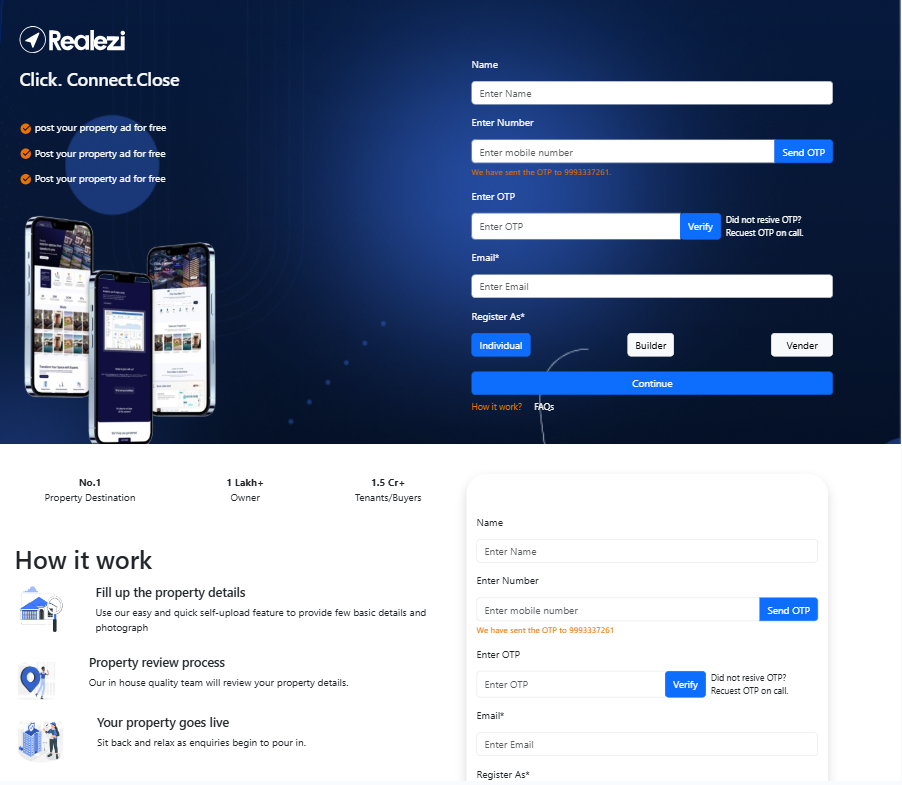 Realezi
Click. Connect.Close
post your property ad for free
Post your property ad for free
Post your property ad for free
Name
Enter Name
Enter Number
Enter mobile number
Send OTP
We have sent the OTP to 9993337261.
Enter OTP
Enter OTP
Verify
Did not resive OTP?
Recuest OTP on call.
Email*
Enter Email
Register As*
Individual
Builder
Vender
Continue
How it work?
FAQs
No.1
Property Destination
1 Lakh+
Owner
1.5 Cr+
Tenants/Buyers
How it work
Fill up the property details
Use our easy and quick self-upload feature to provide few basic details and
photograph
Property review process
Our in house quality team will review your property details.
Your property goes live
Sit back and relax as enquiries begin to pour in.
Name
Enter Name
Enter Number
Enter mobile number
Send OTP
We have sent the OTP to 9993337261
Enter OTP
Enter OTP
Verify
Did not resive OTP?
Recuest OTP on call.
Email*
Enter Email
Register As*